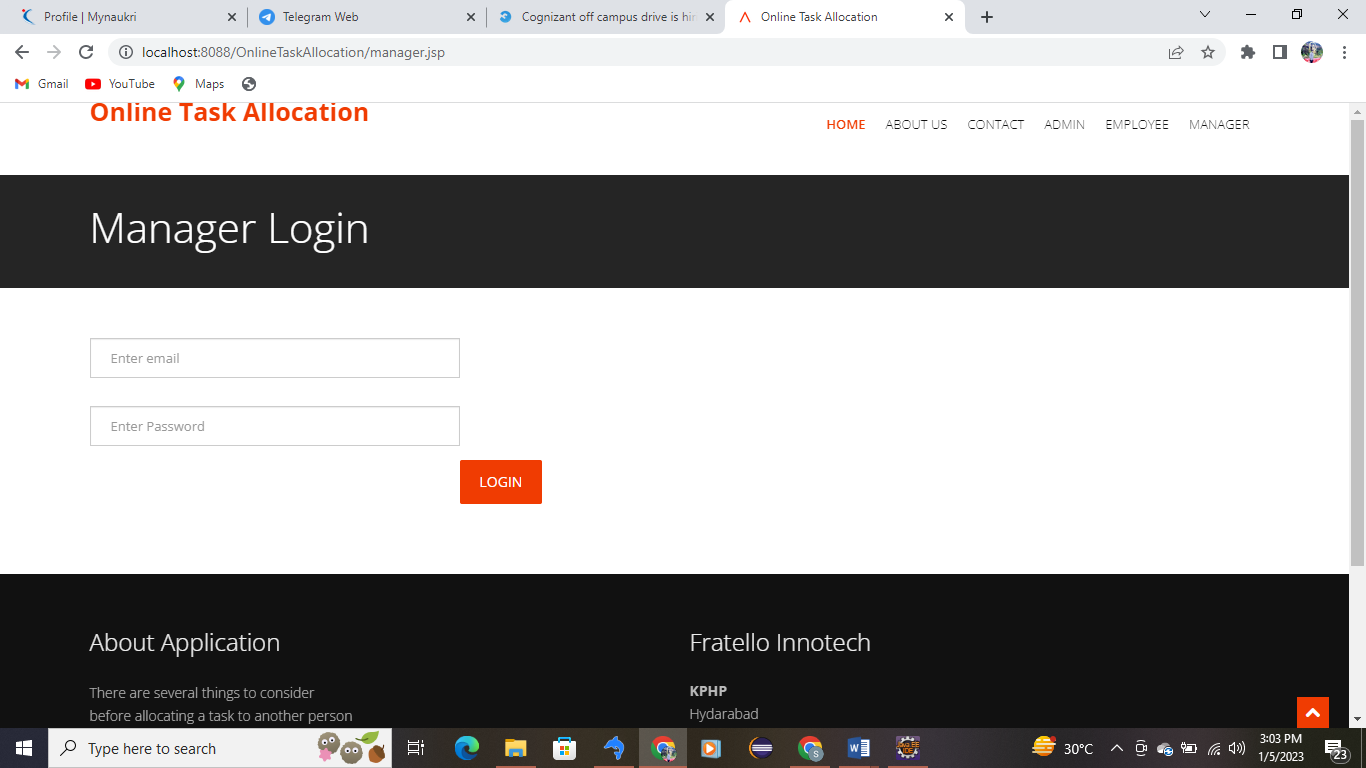 Profile | Mynaukri
Telegram Web
Cognizant off campus drive is hir
Online Task Allocation
localhost:8088/OnlineTaskAllocation/manager.jsp
Gmail
YouTube
Maps
Online Task Allocation
HOME
ABOUT US
CONTACT
ADMIN
EMPLOYEE
MANAGER
Manager Login
Enter email
Enter Password
LOGIN
About Application
There are several things to consider
before allocating a task to another person
Fratello Innotech
KPHP
Hydarabad
Type here to search
30°C
3:03 PM
1/5/2023
23